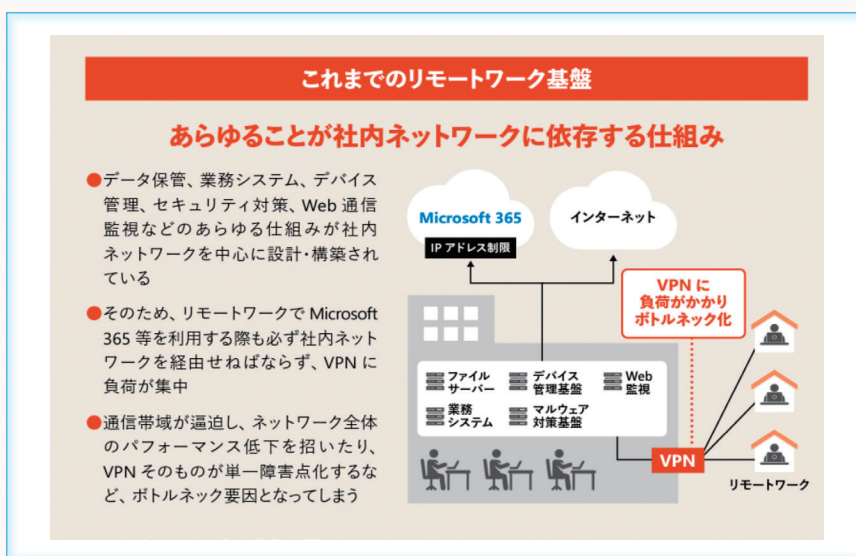 これまでのリモートワーク基盤
あらゆることが社内ネットワークに依存する仕組み
●データ保管、業務システム、デバイス
管理、セキュリティ対策、Web 通信
監視などのあらゆる仕組みが社内
ネットワークを中心に設計・構築され
ている
●そのため、リモートワークで Microsoft
365 等を利用する際も必ず社内ネット
ワークを経由せねばならず、VPN に
負荷が集中
●通信帯域が逼迫し、ネットワーク全体
のパフォーマンス低下を招いたり、
VPN そのものが単一障害点化するな
ど、ボトルネック要因となってしまう
Microsoft 365
IP アドレス制限
インターネット
VPN に
負荷がかかり
ボトルネック化
ファイル
サーバー
デバイス
管理基盤
Web
監視
業務
システム
マルウェア
対策基盤
VPN
リモートワーク